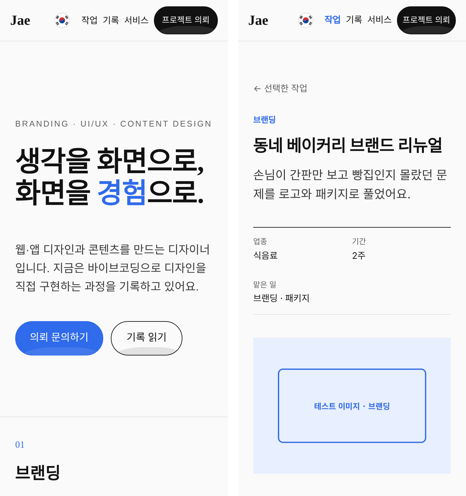 Jae
작업 기록 서비스
프로젝트 의뢰
BRANDING · UI/UX · CONTENT DESIGN
생각을 화면으로,
화면을 경험으로.
웹·앱 디자인과 콘텐츠를 만드는 디자이너
입니다. 지금은 바이브코딩으로 디자인을
직접 구현하는 과정을 기록하고 있어요.
의뢰 문의하기
기록 읽기
01
브랜딩
Jae
작업 기록 서비스
프로젝트 의뢰
← 선택한 작업
브랜딩
동네 베이커리 브랜드 리뉴얼
손님이 간판만 보고 빵집인지 몰랐던 문
제를 로고와 패키지로 풀었어요.
업종
식음료
기간
2주
맡은 일
브랜딩 · 패키지
테스트 이미지 · 브랜딩